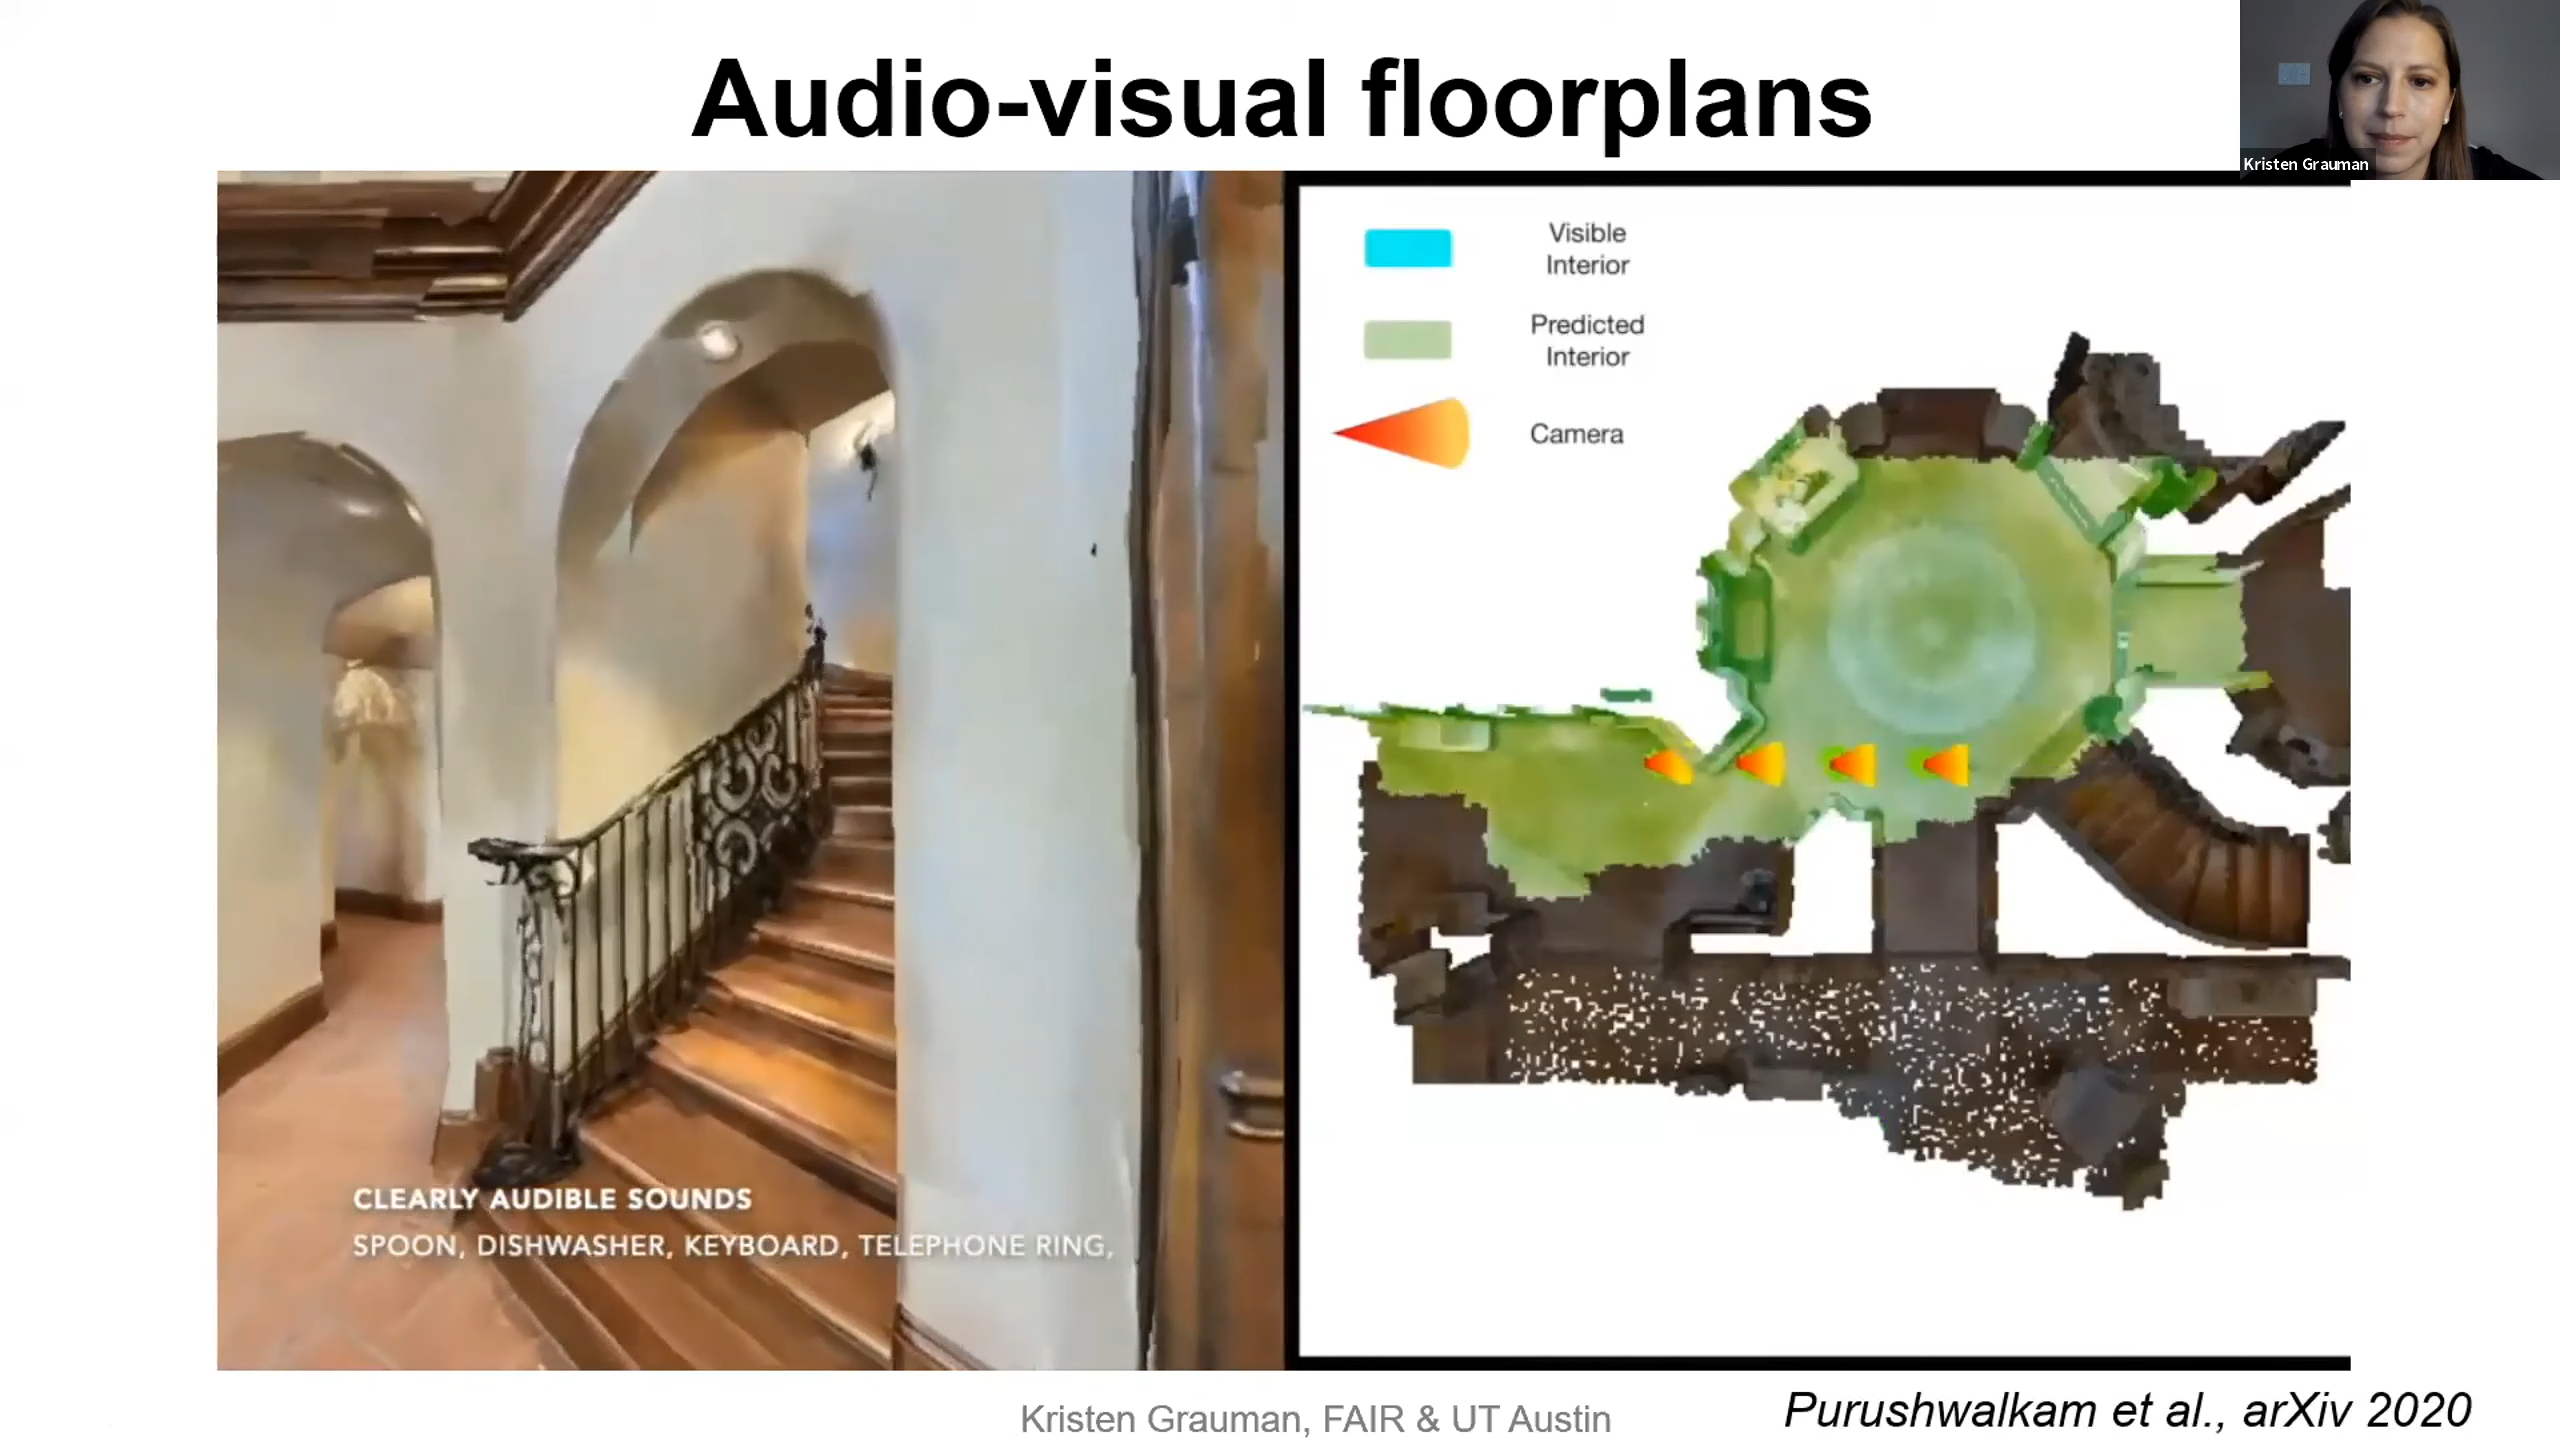 Audio-visual floorplans
Kristen Grauman
Visible
Interior
Predicted
Interior
Camera
CLEARLY AUDIBLE SOUNDS
SPOON, DISHWASHER, KEYBOARD, TELEPHONE RING,
Kristen Grauman, FAIR & UT Austin
Purushwalkam et al., arXiv 2020